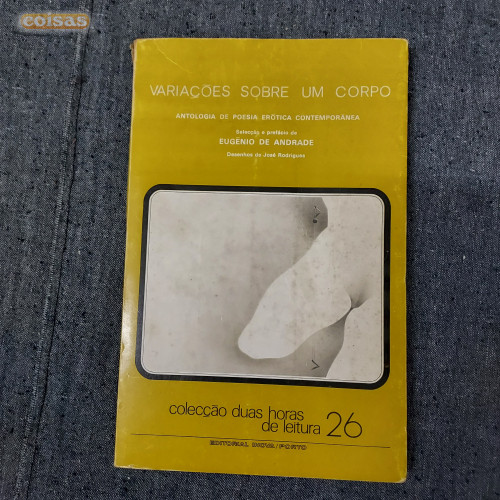 coisas
VARIAÇÕES SOBRE UM CORPO
ANTOLOGIA DE POESIA ERÓTICA CONTEMPORÂNEA
Selecção e prefácio de
EUGÉNIO DE ANDRADE
Desenhos de José Rodrigues
colecção duas horas
de leitura 26
EDITORIAL INOVA/PORTO